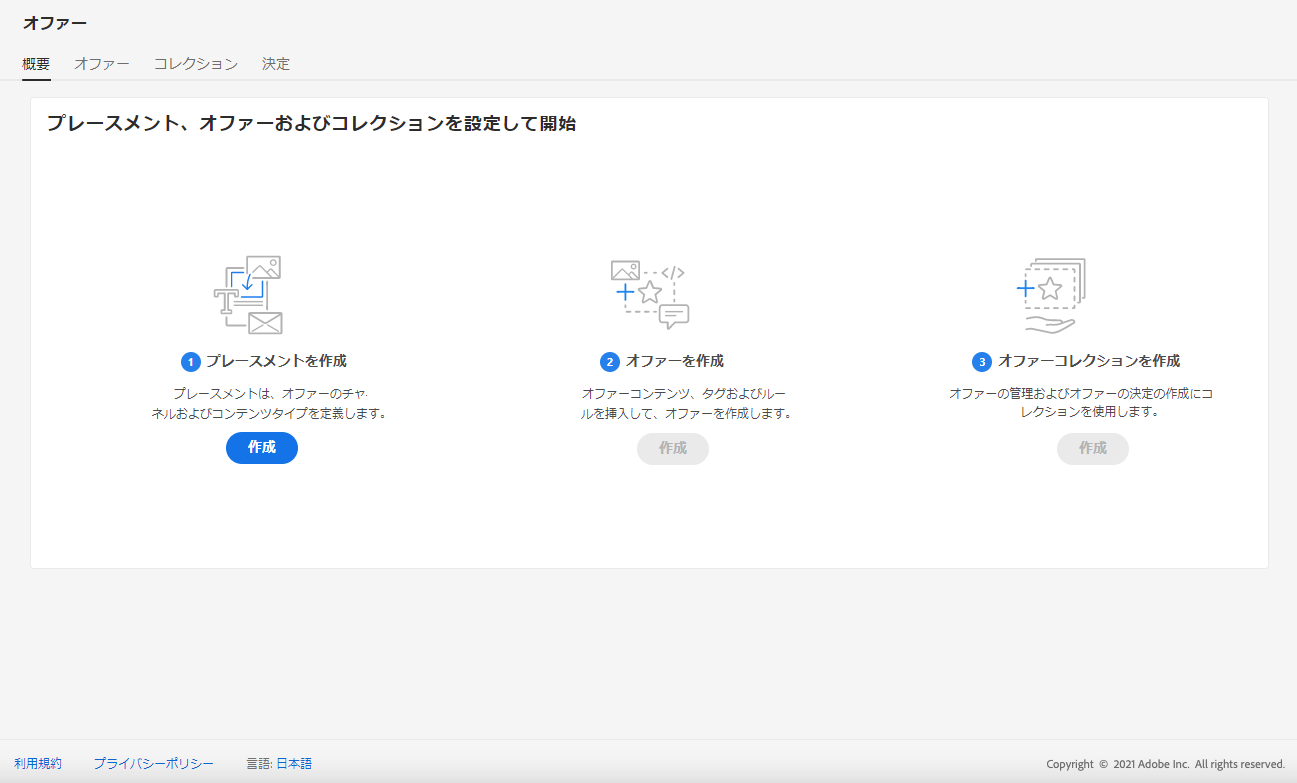 オファー
概要 オファー コレクション 決定
プレースメント、オファーおよびコレクションを設定して開始
1 プレースメントを作成
プレースメントは、オファーのチャ
ネルおよびコンテンツタイプを定義します。
作成
2 オファーを作成
オファーコンテンツ、タグおよびルー
ルを挿入して、オファーを作成します。
作成
3 オファーコレクションを作成
オファーの管理およびオファーの決定の作成にコ
レクションを使用します。
作成
利用規約 プライバシーポリシー 言語: 日本語 Copyright © 2021 Adobe Inc. All rights reserved.